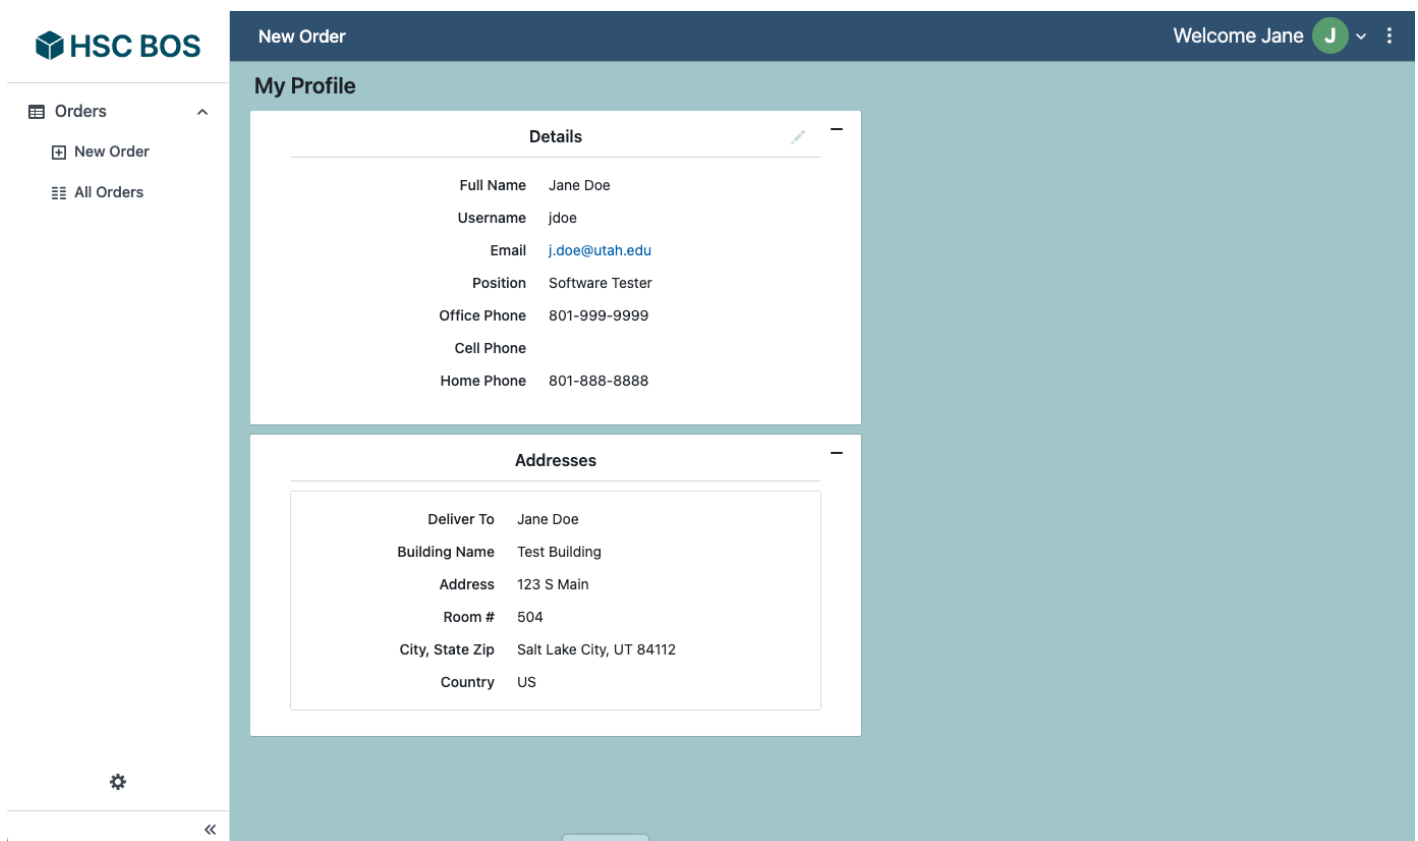 HSC BOS
New Order
Welcome Jane J
Orders
New Order
All Orders
My Profile
Details
Full Name Jane Doe
Username jdoe
Email j.doe@utah.edu
Position Software Tester
Office Phone 801-999-9999
Cell Phone
Home Phone 801-888-8888
Addresses
Deliver To Jane Doe
Building Name Test Building
Address 123 S Main
Room # 504
City, State Zip Salt Lake City, UT 84112
Country US